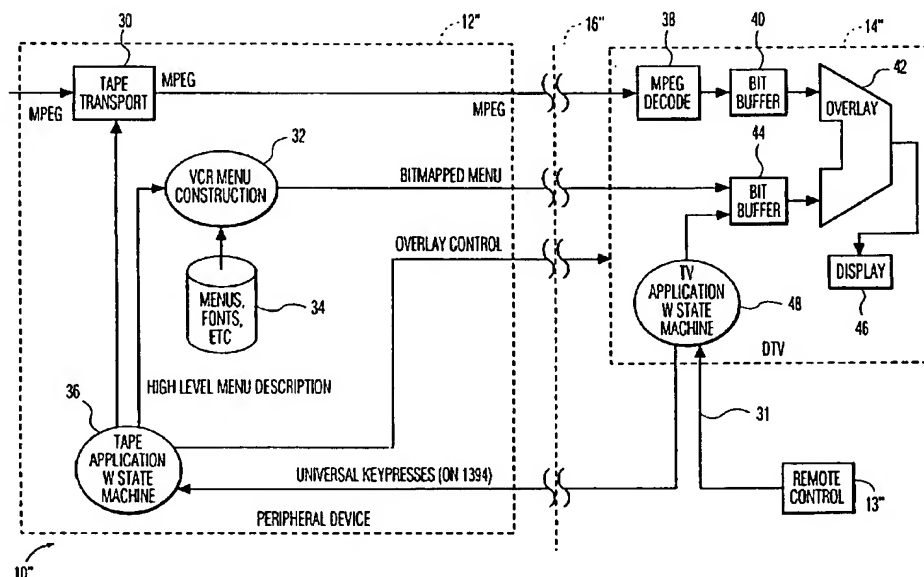 30
12"
16"
38
40
14"
42
TAPE
TRANSPORT
MPEG
MPEG
MPEG
MPEG
DECODE
BIT
BUFFER
OVERLAY
32
VCR MENU
CONSTRUCTION
BITMAPPED MENU
44
BIT
BUFFER
OVERLAY CONTROL
MENUS,
FONTS,
ETC
34
TV
APPLICATION
W STATE
MACHINE
48
DISPLAY
46
DTV
HIGH LEVEL MENU DESCRIPTION
36
TAPE
APPLICATION
W STATE
MACHINE
31
UNIVERSAL KEYPRESSES (ON 1394)
REMOTE
CONTROL
13"
PERIPHERAL DEVICE
10"